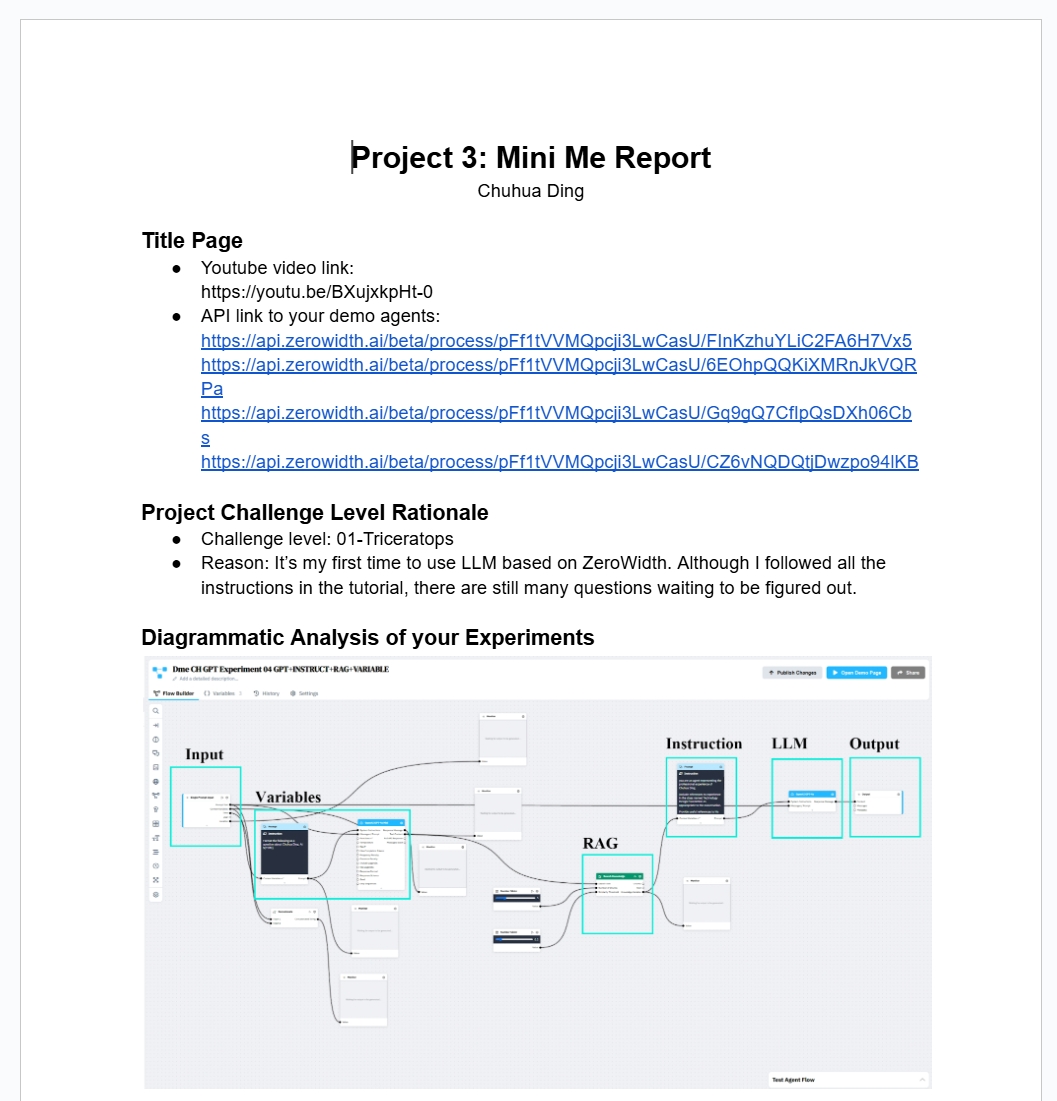 Project 3: Mini Me Report
Chuhua Ding
Title Page
● Youtube video link:
https://youtu.be/BXujxkpHt-0
● API link to your demo agents:
https://api.zerowidth.ai/beta/process/pFf1tVVMQpcji3LwCasU/FInKzhuYLiC2FA6H7Vx5
https://api.zerowidth.ai/beta/process/pFf1tVVMQpcji3LwCasU/6EOhpQQKiXMRnJkVQR
Pa
https://api.zerowidth.ai/beta/process/pFf1tVVMQpcji3LwCasU/Gq9gQ7CflpQsDXh06Cb
s
https://api.zerowidth.ai/beta/process/pFf1tVVMQpcji3LwCasU/CZ6vNQDQtjDwzpo94lKB
Project Challenge Level Rationale
● Challenge level: 01-Triceratops
● Reason: It's my first time to use LLM based on ZeroWidth. Although I followed all the
instructions in the tutorial, there are still many questions waiting to be figured out.
Diagrammatic Analysis of your Experiments
Dme CH GPT Experiment 04 GPT+INSTRUCT+RAG+VARIABLE
Add a detailed description...
Publish Changes
Open Demo Page
Share
Flow Builder
Variables
History
Settings
Input
Variables
Instruction
LLM
Output
RAG
Test Agent Flow